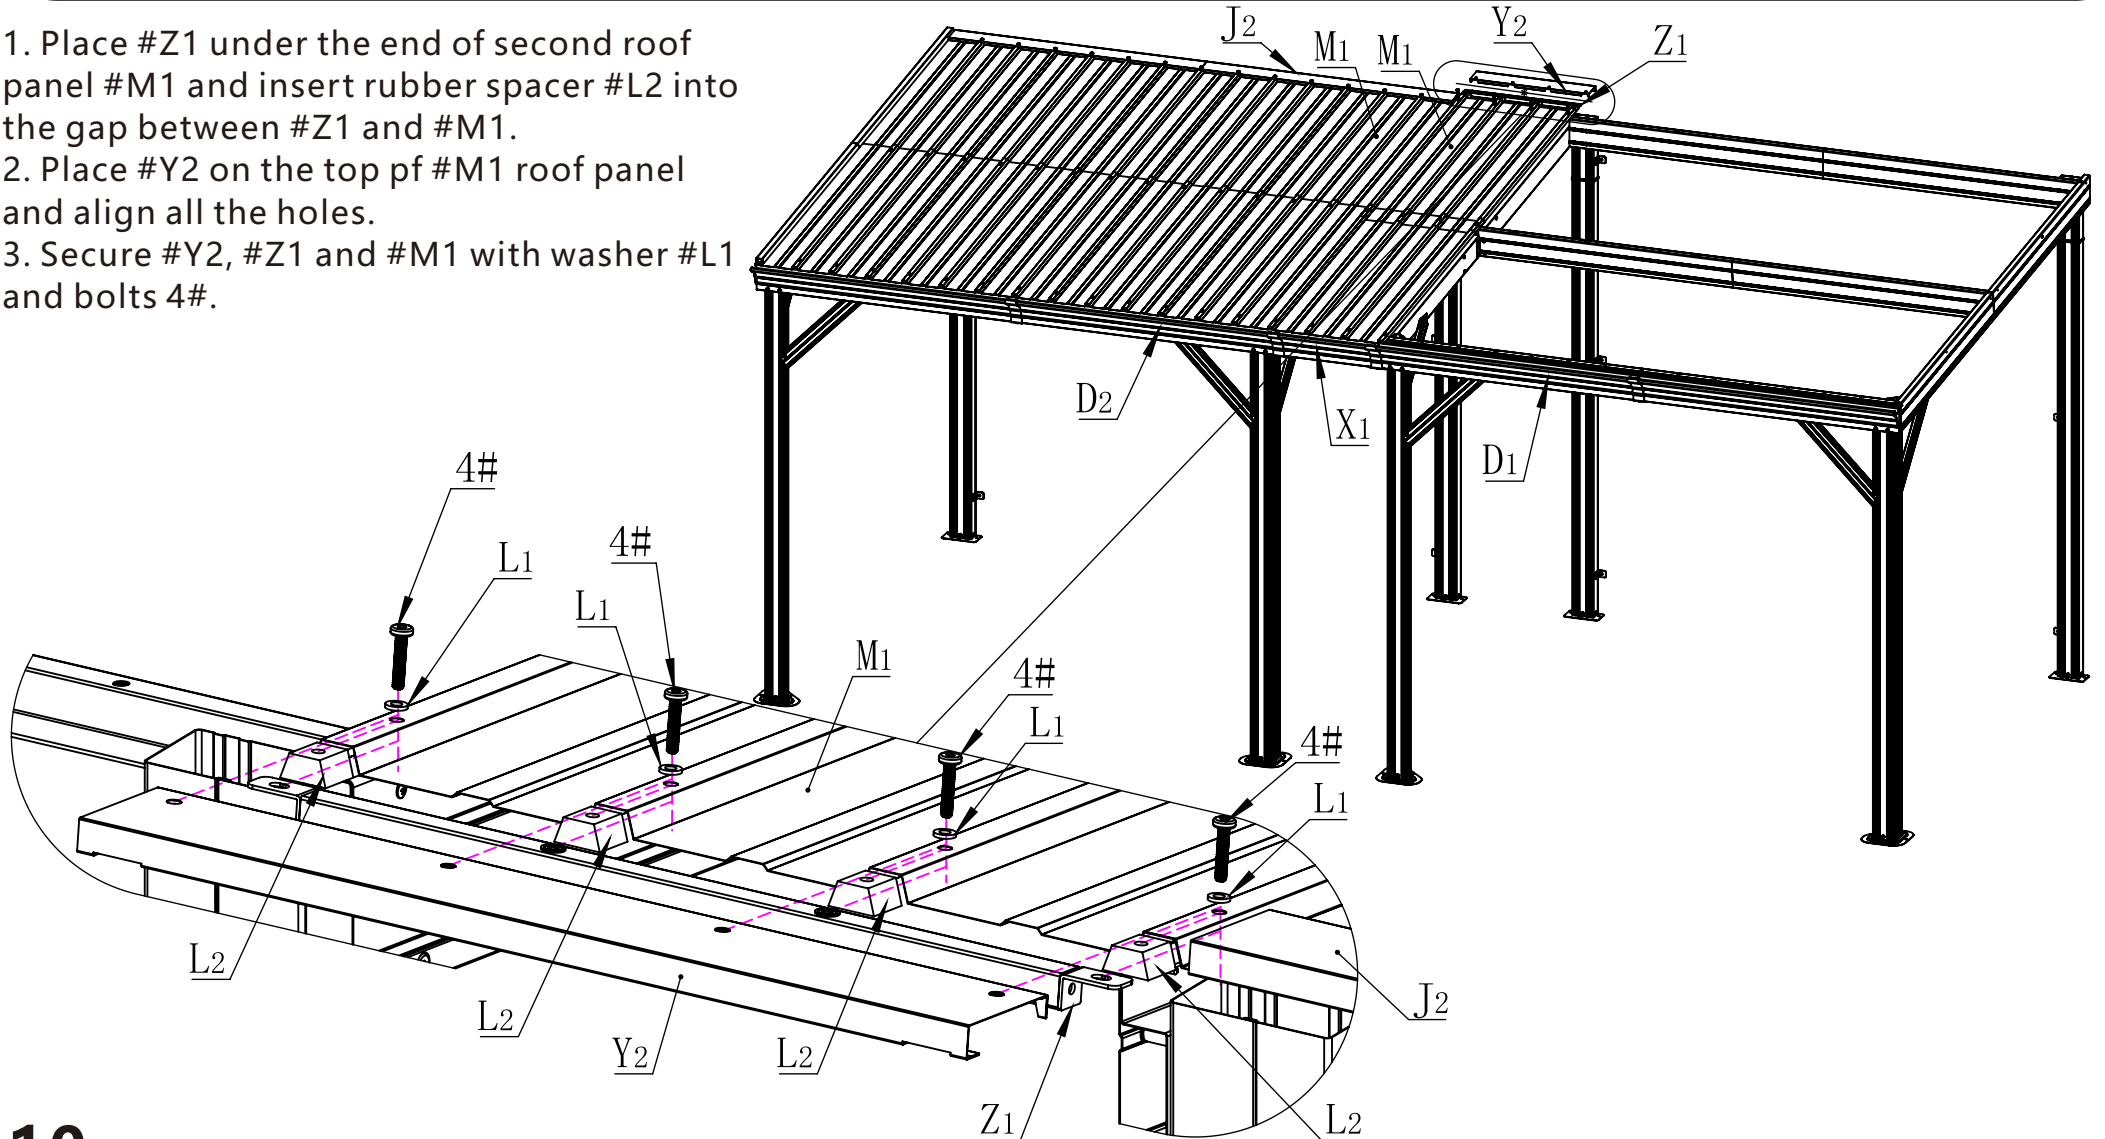 1. Place #Z1 under the end of second roof
panel #M1 and insert rubber spacer #L2 into
the gap between #Z1 and #M1.
2. Place #Y2 on the top pf #M1 roof panel
and align all the holes.
3. Secure #Y2, #Z1 and #M1 with washer #L1
and bolts 4#.
J2
M1
M1
Y2
Z1
D2
X1
D1
4#
L1
4#
L1
M1
4#
L1
4#
L1
L2
L2
Y2
L2
Z1
L2
J2